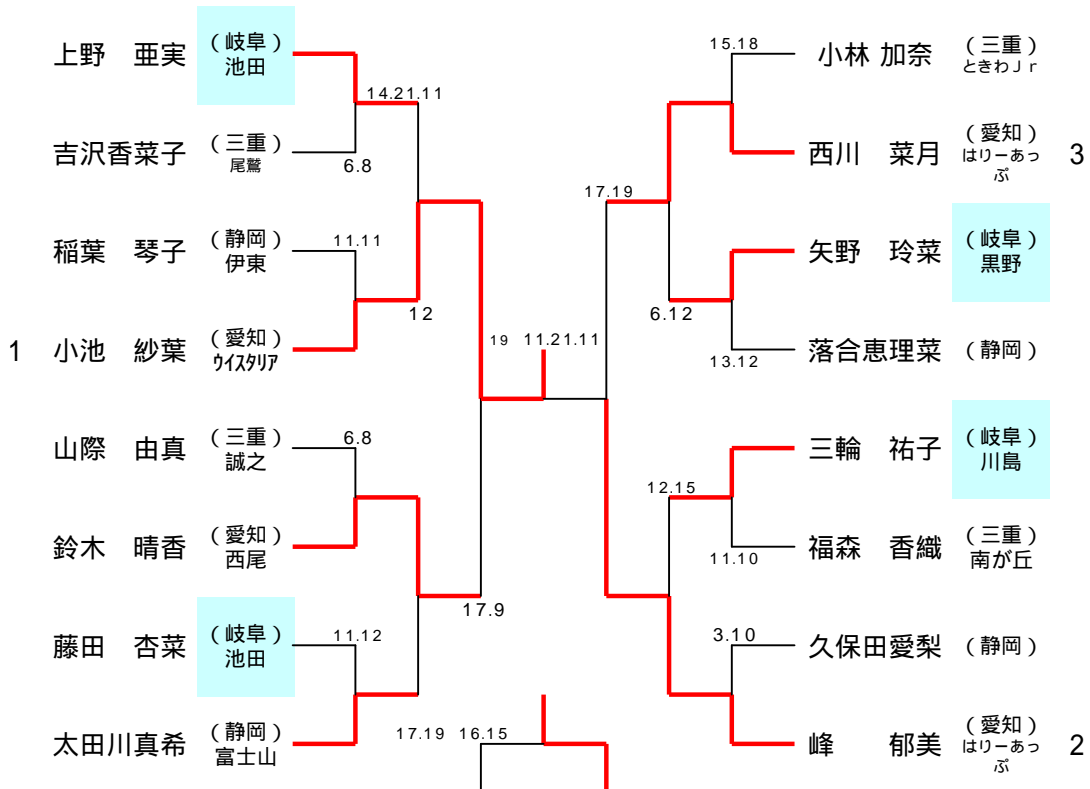 上野　亜実
(岐阜)
池田
14.21.11
吉沢香菜子
(三重)
尾鷲
6.8
稲葉　琴子
(静岡)
伊東
11.11
12
1
小池　紗葉
(愛知)
ウイスタリア
19
11.21.11
山際　由真
(三重)
誠之
6.8
鈴木　晴香
(愛知)
西尾
17.9
藤田　杏菜
(岐阜)
池田
11.12
太田川真希
(静岡)
富士山
17.19
16.15
15.18
小林 加奈
(三重)
ときわJr
西川　菜月
(愛知)
はりーあっ
ぷ
3
17.19
矢野　玲菜
(岐阜)
黒野
6.12
13.12
落合恵理菜
(静岡)
三輪　祐子
(岐阜)
川島
12.15
11.10
福森　香織
(三重)
南が丘
3.10
久保田愛梨
(静岡)
峰　　郁美
(愛知)
はりーあっ
ぷ
2